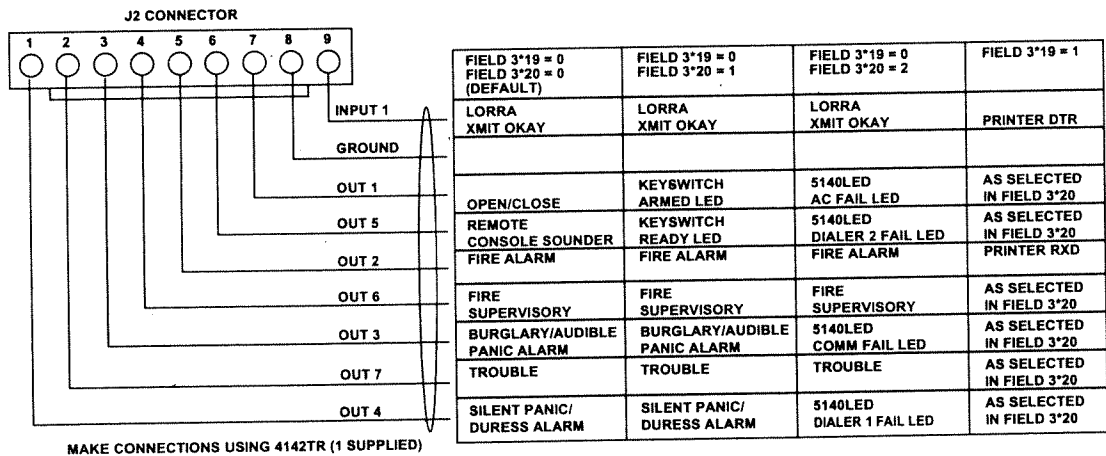 J2 CONNECTOR
1 2 3 4 5 6 7 8 9
FIELD 3*19 = 0
FIELD 3*20 = 0
(DEFAULT)
FIELD 3*19 = 0
FIELD 3*20 = 1
FIELD 3*19 = 0
FIELD 3*20 = 2
FIELD 3*19 = 1
INPUT 1
LORRA
XMIT OKAY
LORRA
XMIT OKAY
LORRA
XMIT OKAY
PRINTER DTR
GROUND
OUT 1
OPEN/CLOSE
KEYSWITCH
ARMED LED
5140LED
AC FAIL LED
AS SELECTED
IN FIELD 3*20
OUT 5
REMOTE
CONSOLE SOUNDER
KEYSWITCH
READY LED
5140LED
DIALER 2 FAIL LED
AS SELECTED
IN FIELD 3*20
OUT 2
FIRE ALARM
FIRE ALARM
FIRE ALARM
PRINTER RXD
OUT 6
FIRE
SUPERVISORY
FIRE
SUPERVISORY
FIRE
SUPERVISORY
AS SELECTED
IN FIELD 3*20
OUT 3
BURGLARY/AUDIBLE
PANIC ALARM
BURGLARY/AUDIBLE
PANIC ALARM
5140LED
COMM FAIL LED
AS SELECTED
IN FIELD 3*20
OUT 7
TROUBLE
TROUBLE
TROUBLE
AS SELECTED
IN FIELD 3*20
OUT 4
SILENT PANIC/
DURESS ALARM
SILENT PANIC/
DURESS ALARM
5140LED
DIALER 1 FAIL LED
AS SELECTED
IN FIELD 3*20
MAKE CONNECTIONS USING 4142TR (1 SUPPLIED)